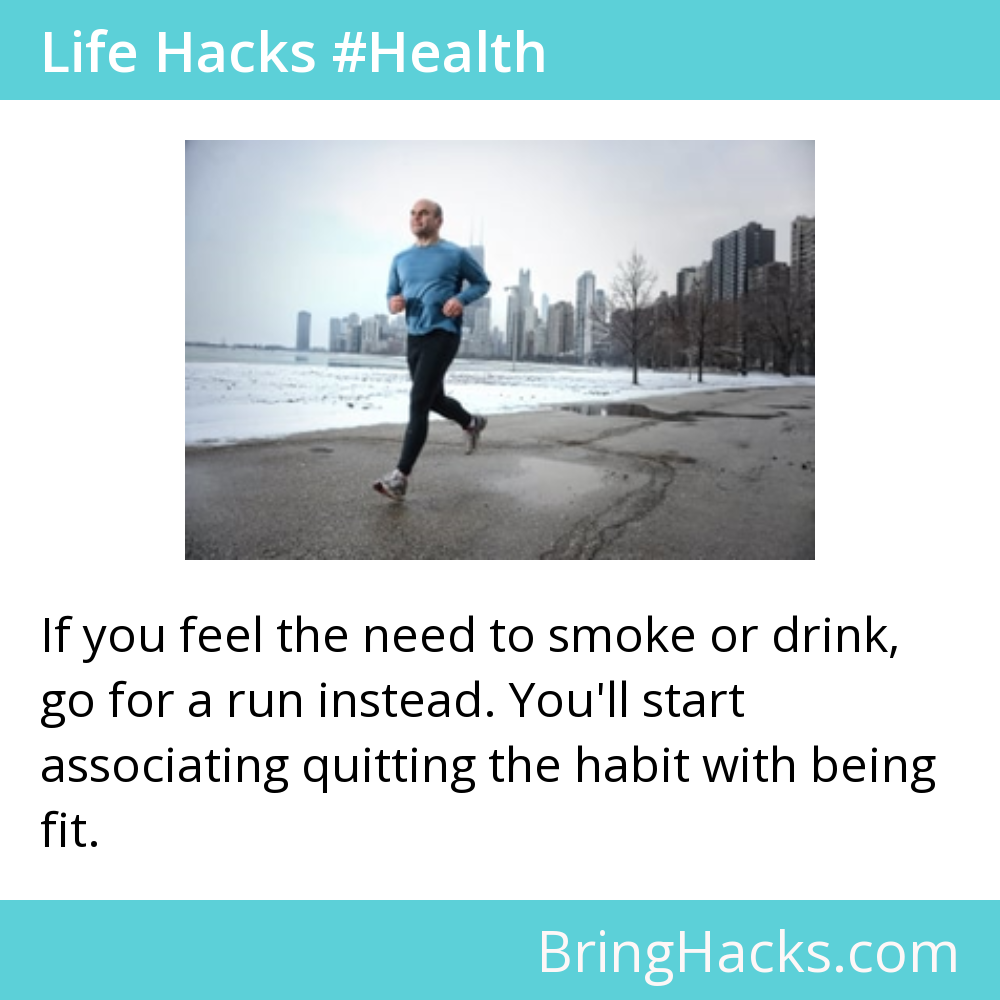 Life Hacks #Health
If you feel the need to smoke or drink,
go for a run instead. You'll start
associating quitting the habit with being
fit.
BringHacks.com